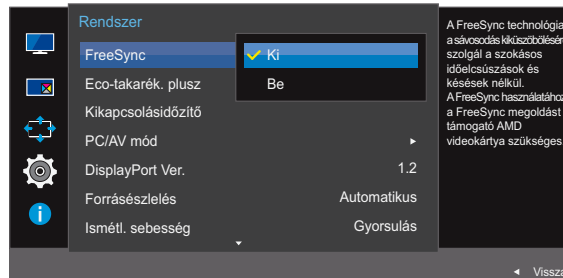 Rendszer
FreeSync
Ki
Be
Eco-takarék. plusz
Kikapcsolásidőzítő
PC/AV mód
DisplayPort Ver. 1.2
Forrásészlelés Automatikus
Ismétl. sebesség Gyorsulás
A FreeSync technológia
a sávosodás kiküszöbölésére
szolgál a szokásos
időelcsúszások és
késések nélkül.
A FreeSync használatához
a FreeSync megoldást
támogató AMD
videokártya szükséges
Vissza